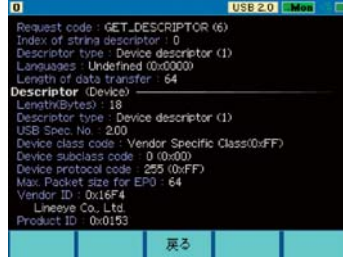 0 USB 2.0 Mon
Request code : GET_DESCRIPTOR (6)
Index of string descriptor : 0
Descriptor type : Device descriptor (1)
Languages : Undefined (0x0000)
Length of data transfer : 64
Descriptor (Device)
Length(Bytes) : 18
Descriptor type : Device descriptor (1)
USB Spec. No. : 2.00
Device class code : Vendor Specific Class(0xFF)
Device subclass code : 0 (0x00)
Device protocol code : 255 (0xFF)
Max. Packet size for EP0 : 64
Vendor ID : 0x16F4
Lineeye Co., Ltd.
Product ID : 0x0153
戻る